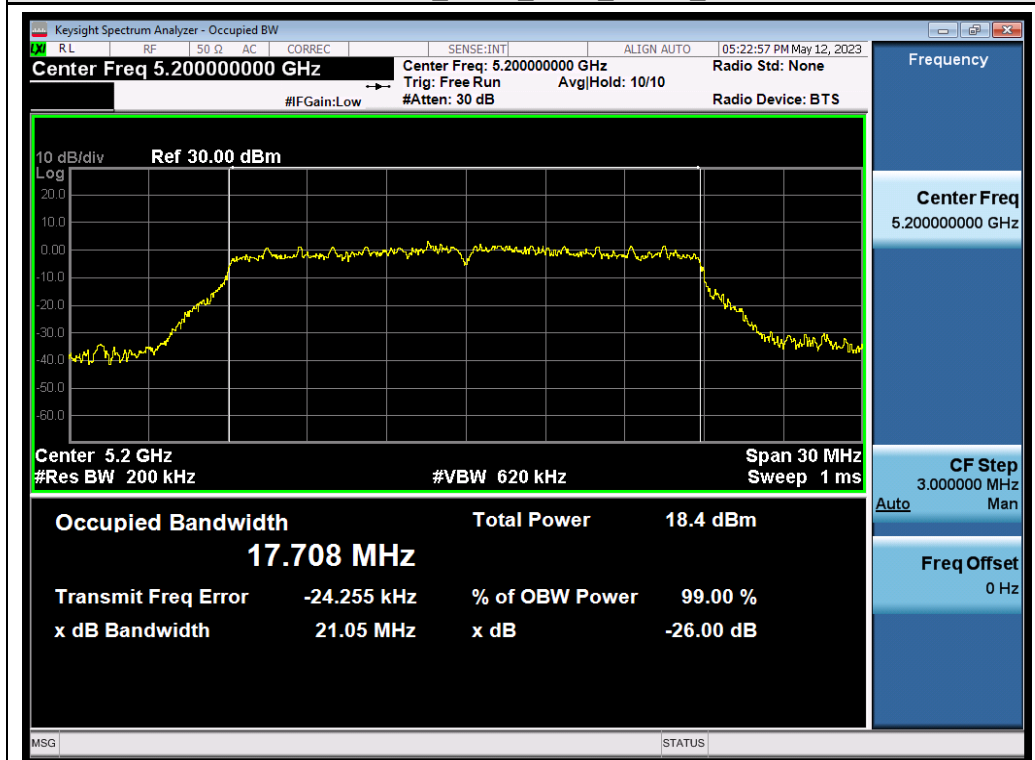 Keysight Spectrum Analyzer - Occupied BW
LXI RL RF 50 Ω AC CORREC SENSE:INT ALIGN AUTO 05:22:57 PM May 12, 2023
Center Freq 5.200000000 GHz
Center Freq: 5.200000000 GHz Radio Std: None
Trig: Free Run Avg|Hold: 10/10
#IFGain:Low #Atten: 30 dB Radio Device: BTS
10 dB/div Ref 30.00 dBm
Log
20.0
10.0
0.00
-10.0
-20.0
-30.0
-40.0
-50.0
-60.0
Center 5.2 GHz Span 30 MHz
#Res BW 200 kHz #VBW 620 kHz Sweep 1 ms
Occupied Bandwidth Total Power 18.4 dBm
17.708 MHz
Transmit Freq Error -24.255 kHz % of OBW Power 99.00 %
x dB Bandwidth 21.05 MHz x dB -26.00 dB
Frequency
Center Freq
5.200000000 GHz
CF Step
3.000000 MHz
Auto Man
Freq Offset
0 Hz
MSG STATUS